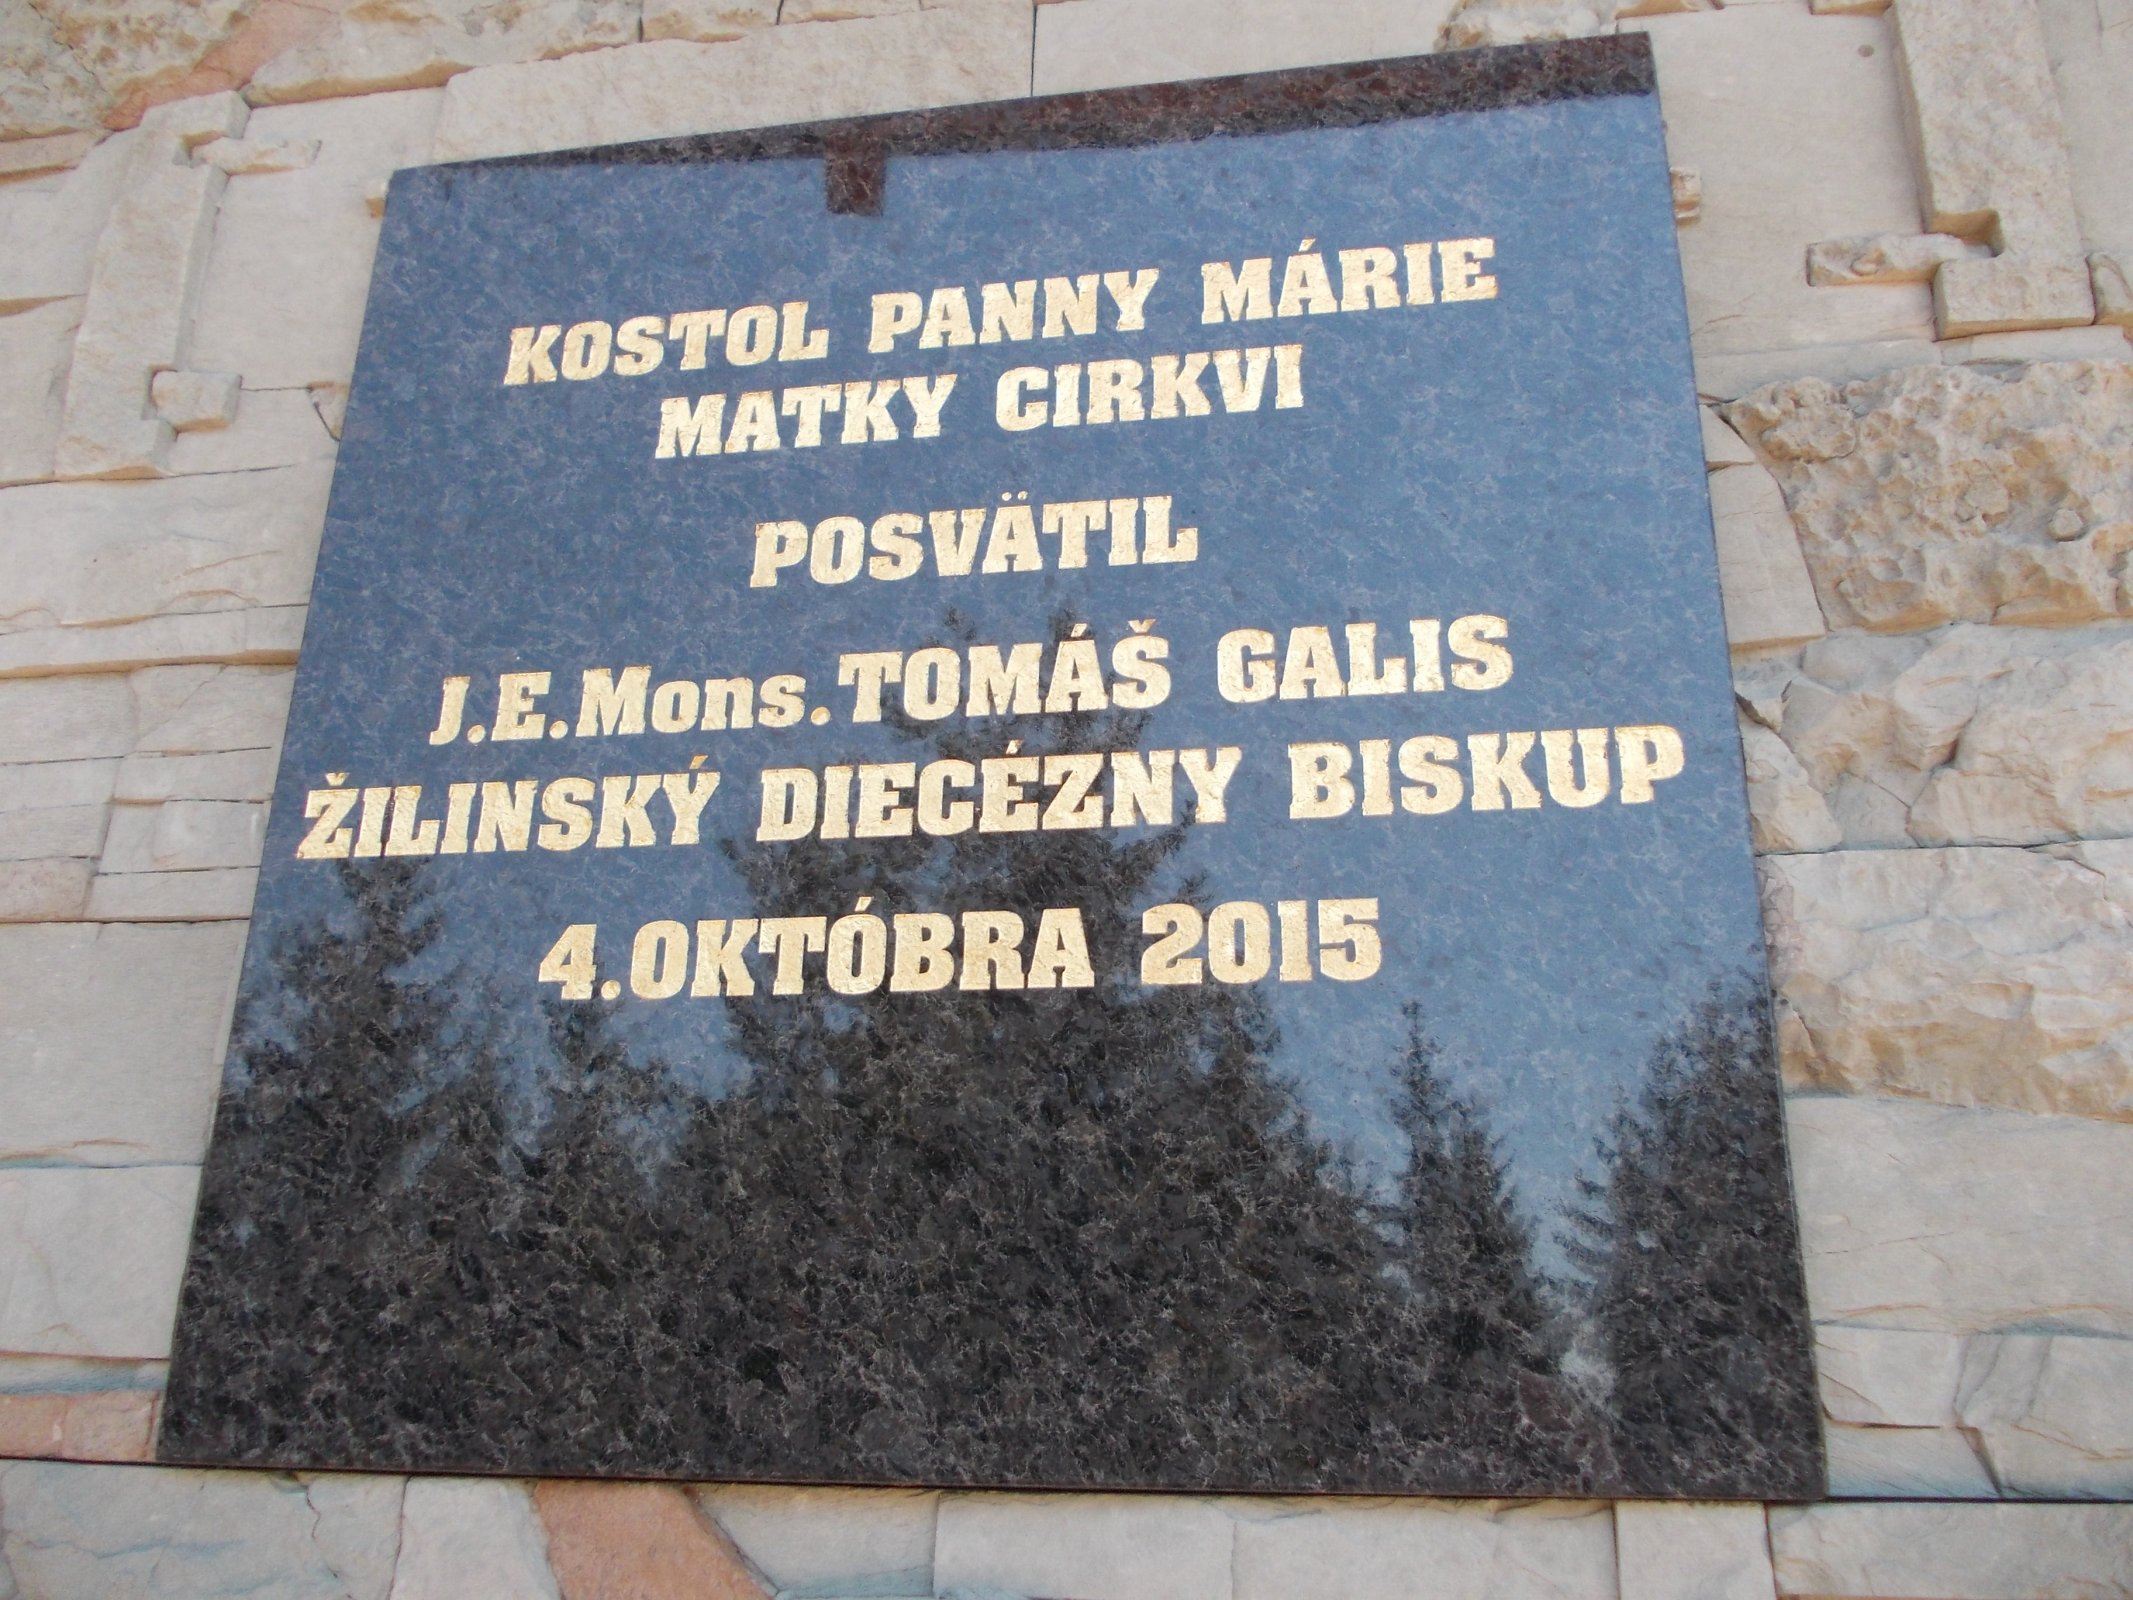 KOSTOL PANNY MÁRIE
MATKY CIRKVI
POSVÄTIL
J.E.Mons.TOMÁŠ GALIS
ŽILINSKÝ DIECÉZNY BISKUP
4.OKTÓBRA 2015